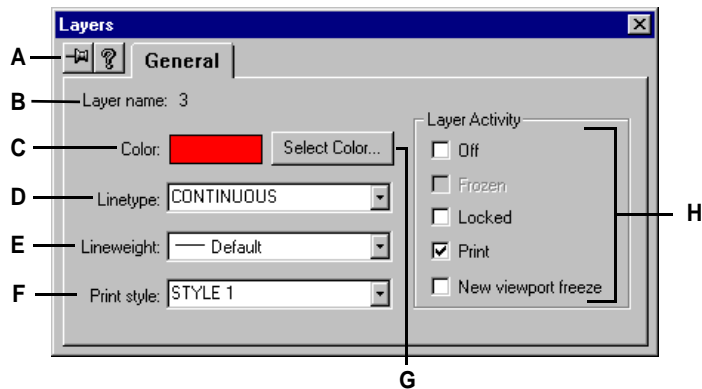 Layers
A
General
B
Layer name: 3
C
Color:
Select Color...
D
Linetype: CONTINUOUS
E
Lineweight: Default
F
Print style: STYLE 1
Layer Activity
Off
Frozen
Locked
Print
New viewport freeze
H
G